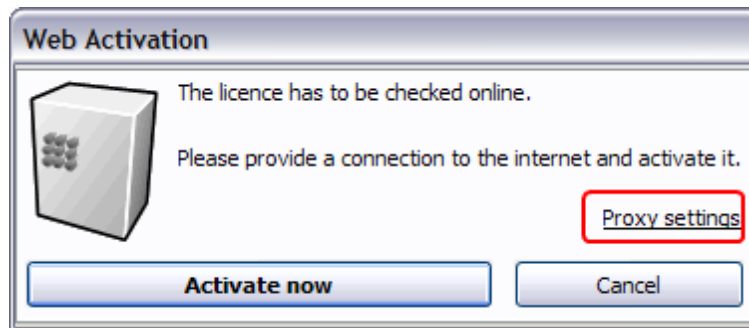 Web Activation
The licence has to be checked online.
Please provide a connection to the internet and activate it.
Proxy settings
Activate now
Cancel